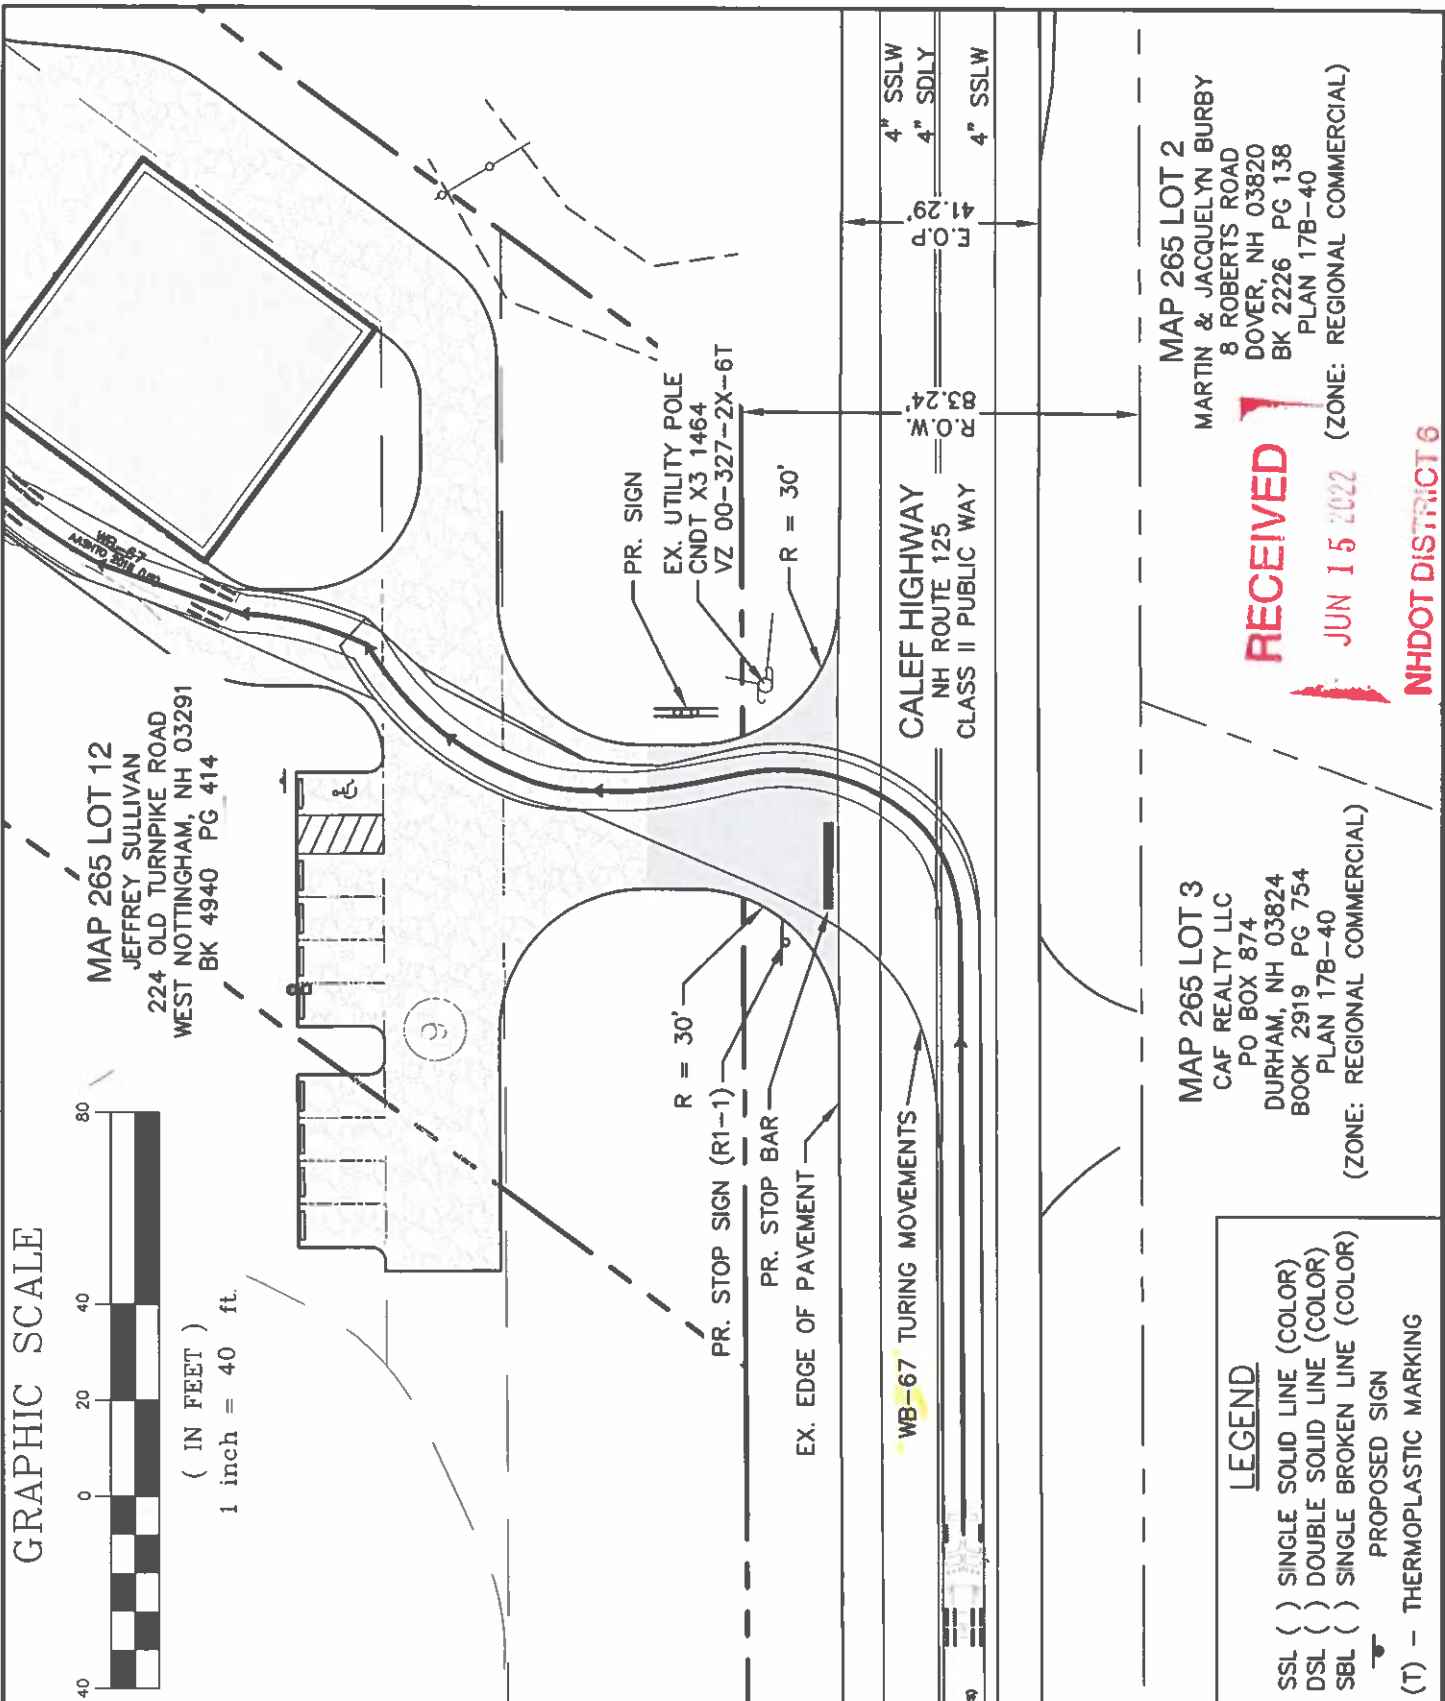 GRAPHIC SCALE
40 0 20 40 80
( IN FEET )
1 inch = 40 ft.
MAP 265 LOT 12
JEFFREY SULLIVAN
224 OLD TURNPIKE ROAD
WEST NOTTINGHAM, NH 03291
BK 4940 PG 414
WB-67
9
PR. SIGN
EX. UTILITY POLE
CNDT X3 1464
VZ 00-327-2X-6T
R = 30'
R = 30'
PR. STOP SIGN (R1-1)
PR. STOP BAR
EX. EDGE OF PAVEMENT
WB-67 TURING MOVEMENTS
CALEF HIGHWAY
NH ROUTE 125
CLASS II PUBLIC WAY
R.O.W.
83.24'
E.O.P
41.29'
4" SSLW
4" SDLY
4" SSLW
MAP 265 LOT 2
MARTIN & JACQUELYN BURBY
8 ROBERTS ROAD
DOVER, NH 03820
BK 2226 PG 138
PLAN 17B-40
(ZONE: REGIONAL COMMERCIAL)
RECEIVED
JUN 15 2022
NHDOT DISTRICT 6
MAP 265 LOT 3
CAF REALTY LLC
PO BOX 874
DURHAM, NH 03824
BOOK 2919 PG 754
PLAN 17B-40
(ZONE: REGIONAL COMMERCIAL)
LEGEND
SSL ( ) SINGLE SOLID LINE (COLOR)
DSL ( ) DOUBLE SOLID LINE (COLOR)
SBL ( ) SINGLE BROKEN LINE (COLOR)
PROPOSED SIGN
(T) - THERMOPLASTIC MARKING